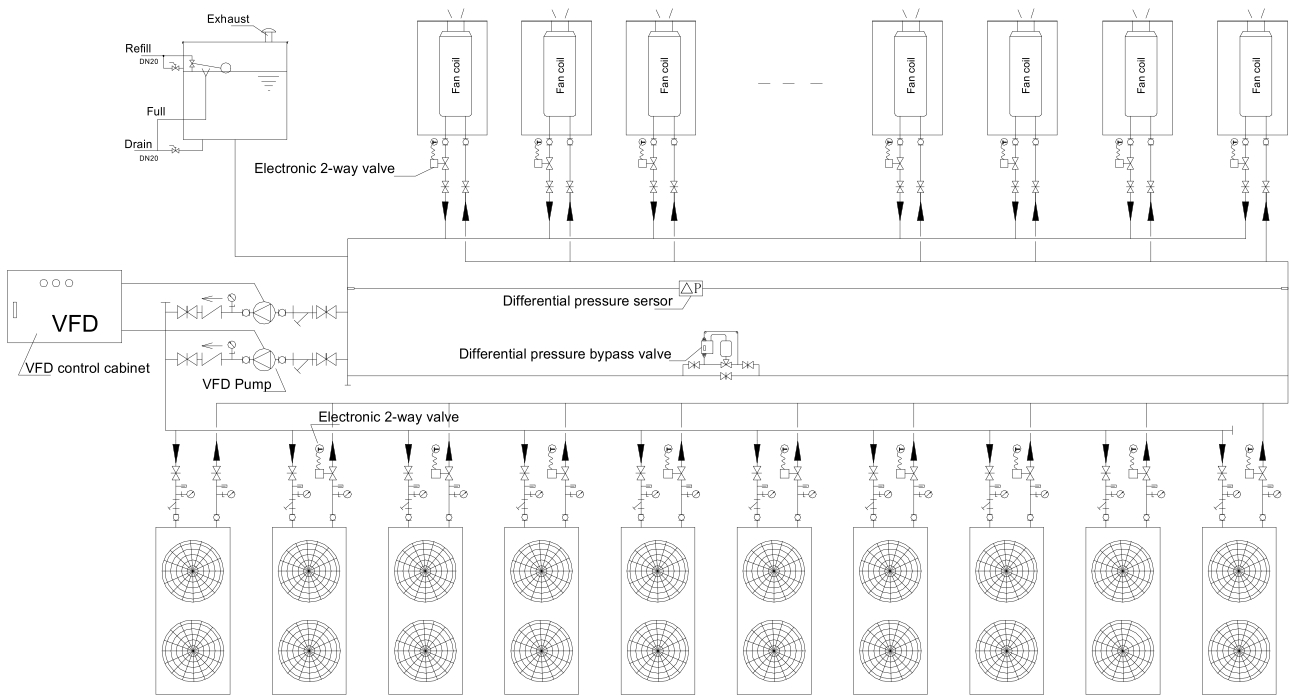 Exhaust
Refill
DN20
Full
Drain
DN20
Fan coil
Fan coil
Fan coil
Fan coil
Fan coil
Fan coil
Fan coil
Electronic 2-way valve
VFD
VFD control cabinet
VFD Pump
P
Differential pressure sersor
Differential pressure bypass valve
Electronic 2-way valve